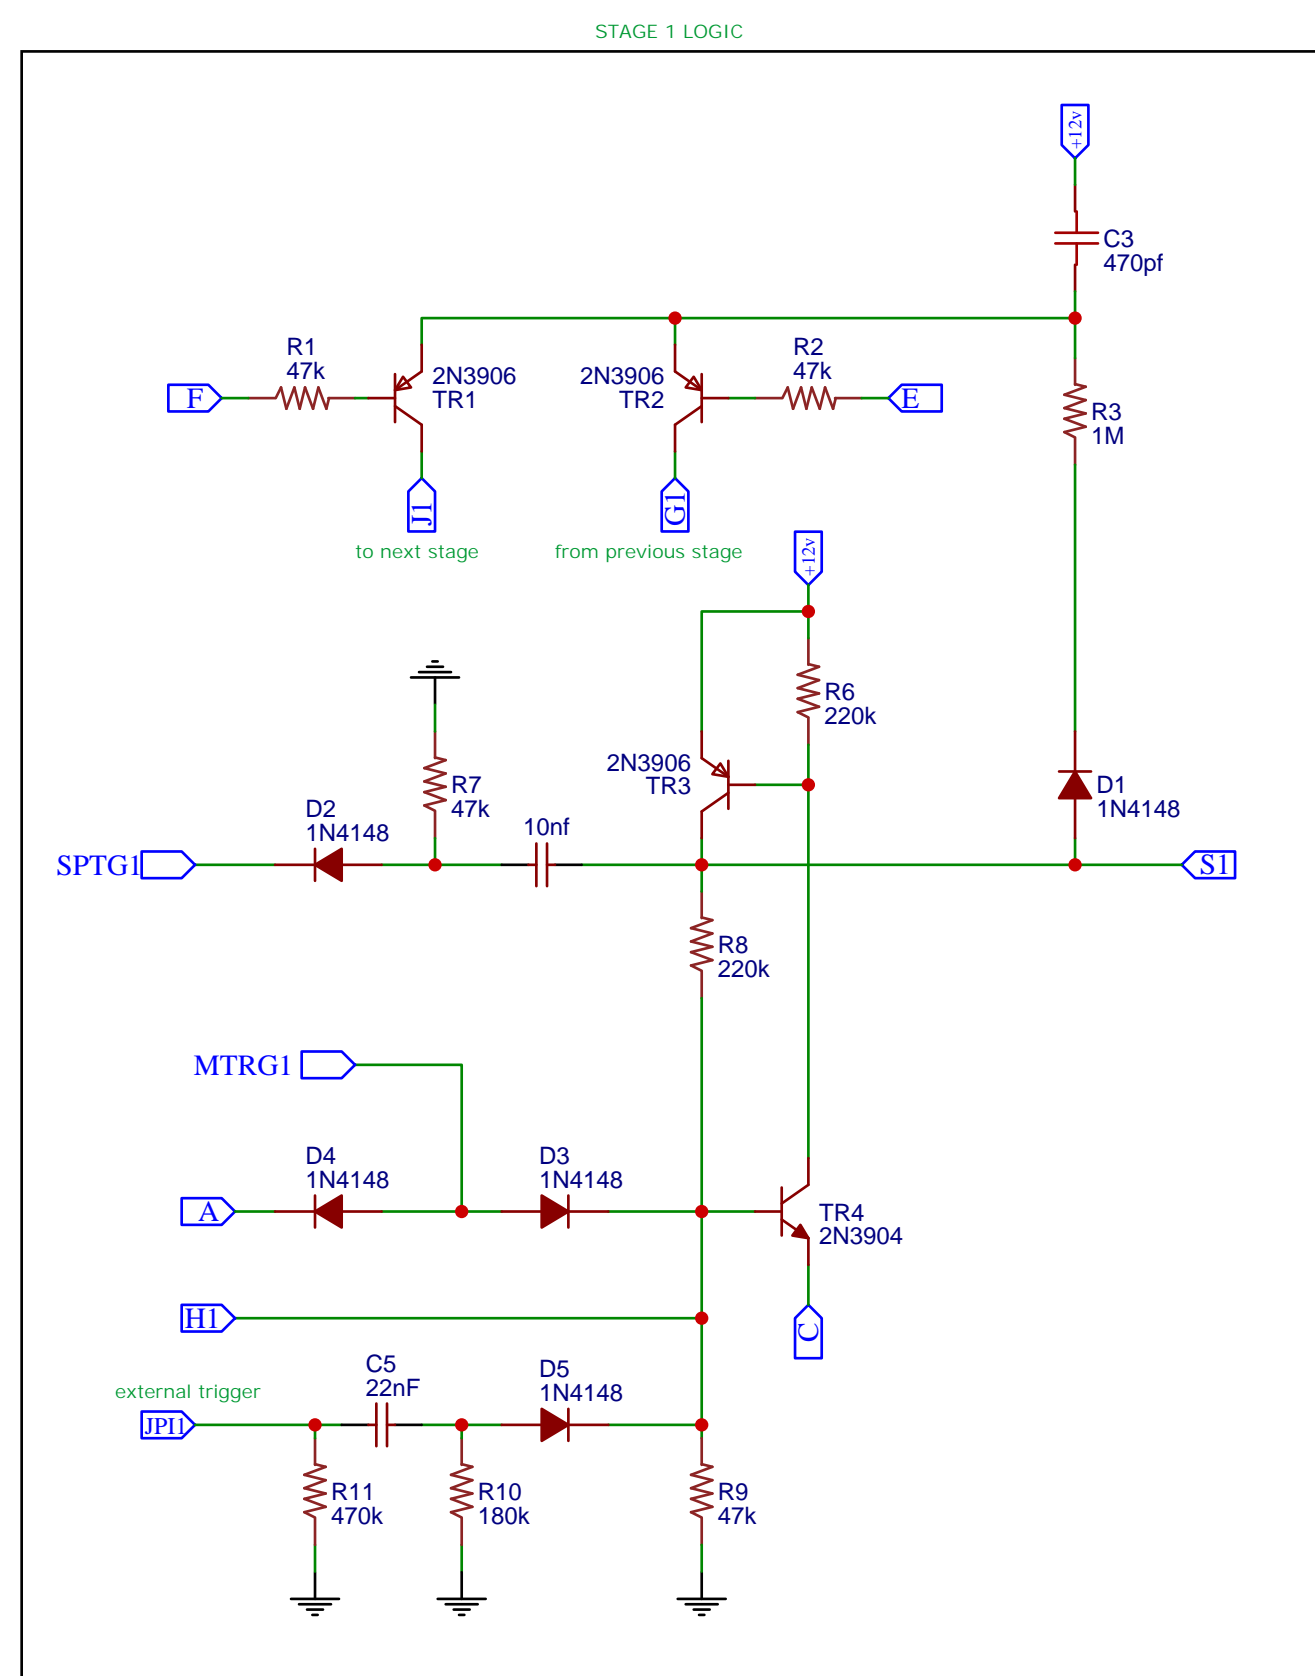 STAGE 1 LOGIC
+12v
C3
470pf
R1
47k
F
2N3906
TR1
2N3906
TR2
R2
47k
E
R3
1M
J1
G1
to next stage
from previous stage
+12v
R6
220k
2N3906
TR3
R7
47k
D1
1N4148
D2
1N4148
10nf
SPTG1
S1
R8
220k
MTRG1
D4
1N4148
D3
1N4148
A
TR4
2N3904
H1
C
C5
22nF
D5
1N4148
external trigger
JPI1
R11
470k
R10
180k
R9
47k